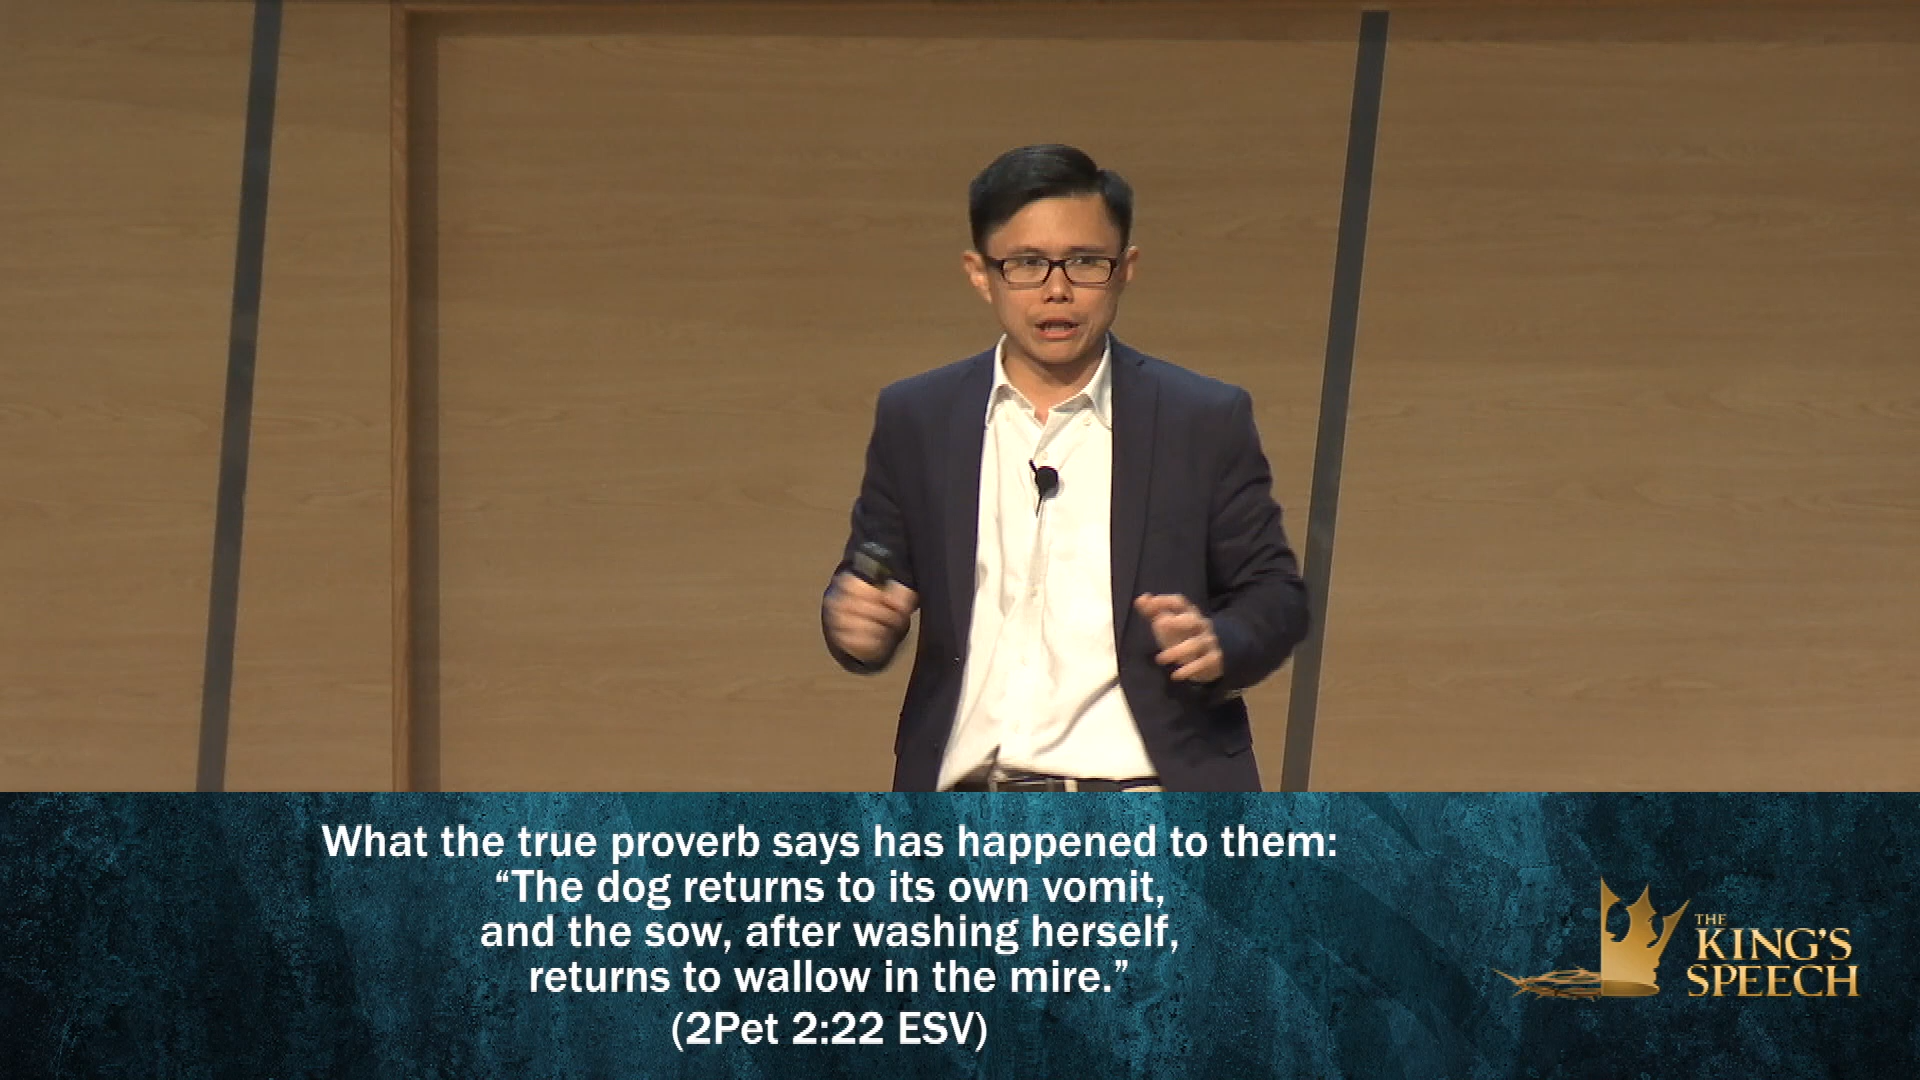 What the true proverb says has happened to them:
“The dog returns to its own vomit,
and the sow, after washing herself,
returns to wallow in the mire.”
(2Pet 2:22 ESV)
THE
KING'S
SPEECH